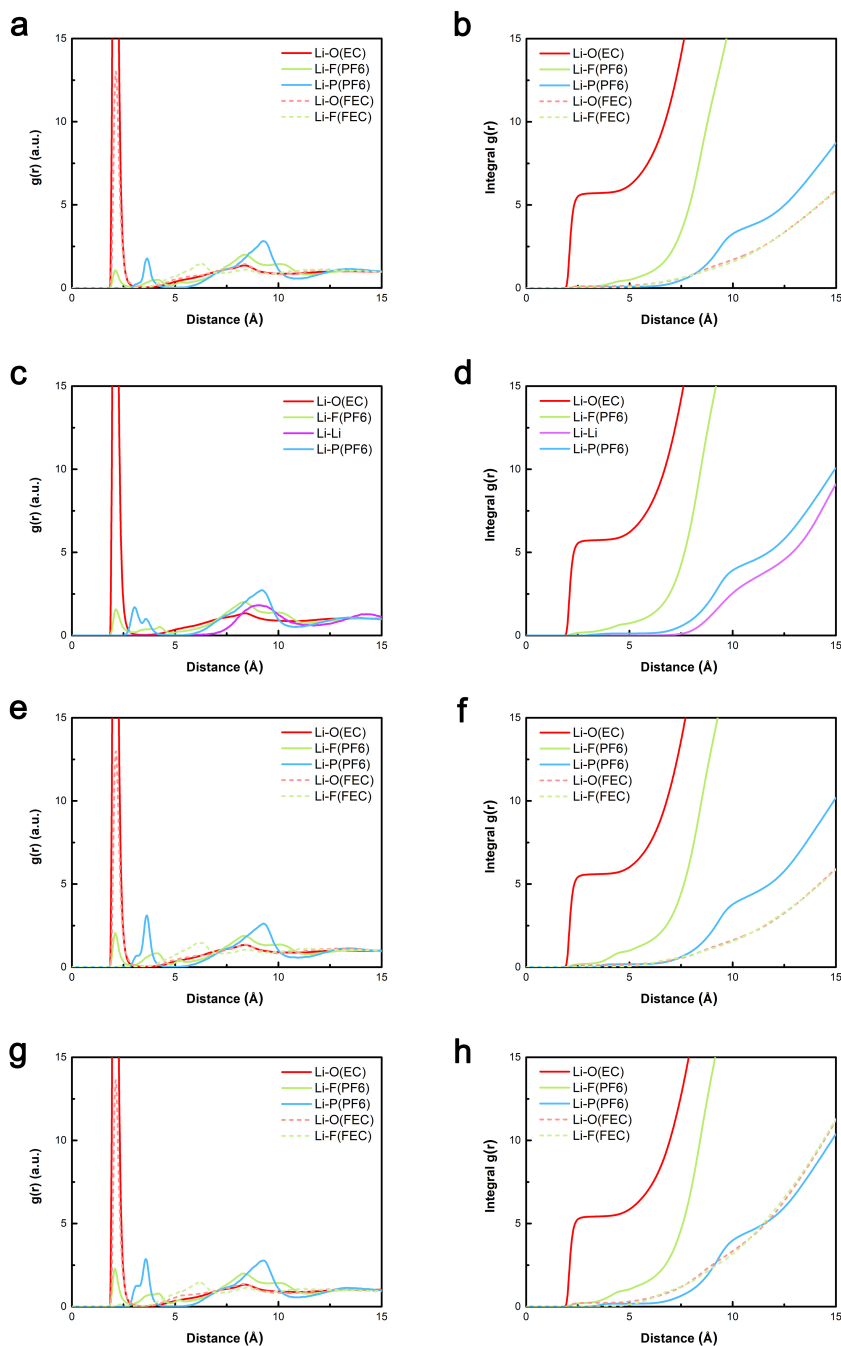 a
15
10
5
0
0
5
10
15
g(r) (a.u.)
Distance (Å)
Li-O(EC)
Li-F(PF6)
Li-P(PF6)
Li-O(FEC)
Li-F(FEC)
b
15
10
5
0
0
5
10
15
Integral g(r)
Distance (Å)
Li-O(EC)
Li-F(PF6)
Li-P(PF6)
Li-O(FEC)
Li-F(FEC)
c
15
10
5
0
0
5
10
15
g(r) (a.u.)
Distance (Å)
Li-O(EC)
Li-F(PF6)
Li-Li
Li-P(PF6)
d
15
10
5
0
0
5
10
15
Integral g(r)
Distance (Å)
Li-O(EC)
Li-F(PF6)
Li-Li
Li-P(PF6)
e
15
10
5
0
0
5
10
15
g(r) (a.u.)
Distance (Å)
Li-O(EC)
Li-F(PF6)
Li-P(PF6)
Li-O(FEC)
Li-F(FEC)
f
15
10
5
0
0
5
10
15
Integral g(r)
Distance (Å)
Li-O(EC)
Li-F(PF6)
Li-P(PF6)
Li-O(FEC)
Li-F(FEC)
g
15
10
5
0
0
5
10
15
g(r) (a.u.)
Distance (Å)
Li-O(EC)
Li-F(PF6)
Li-P(PF6)
Li-O(FEC)
Li-F(FEC)
h
15
10
5
0
0
5
10
15
Integral g(r)
Distance (Å)
Li-O(EC)
Li-F(PF6)
Li-P(PF6)
Li-O(FEC)
Li-F(FEC)